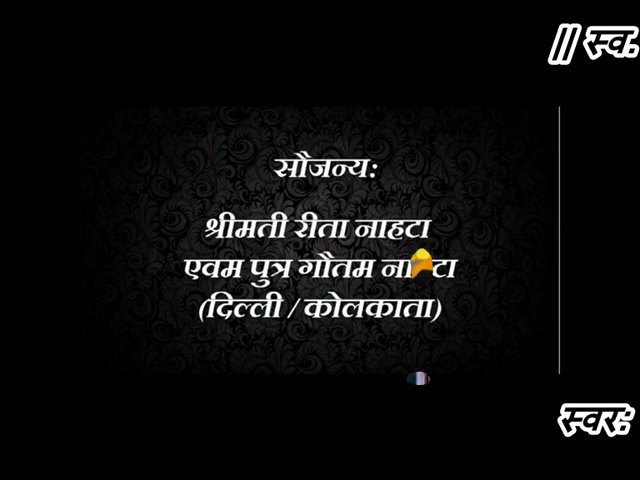 || स्व.
सौजन्य:
श्रीमती रीता नाहटा
एवम पुत्र गौतम
(दिल्ली / कोलकाता)
स्वर: